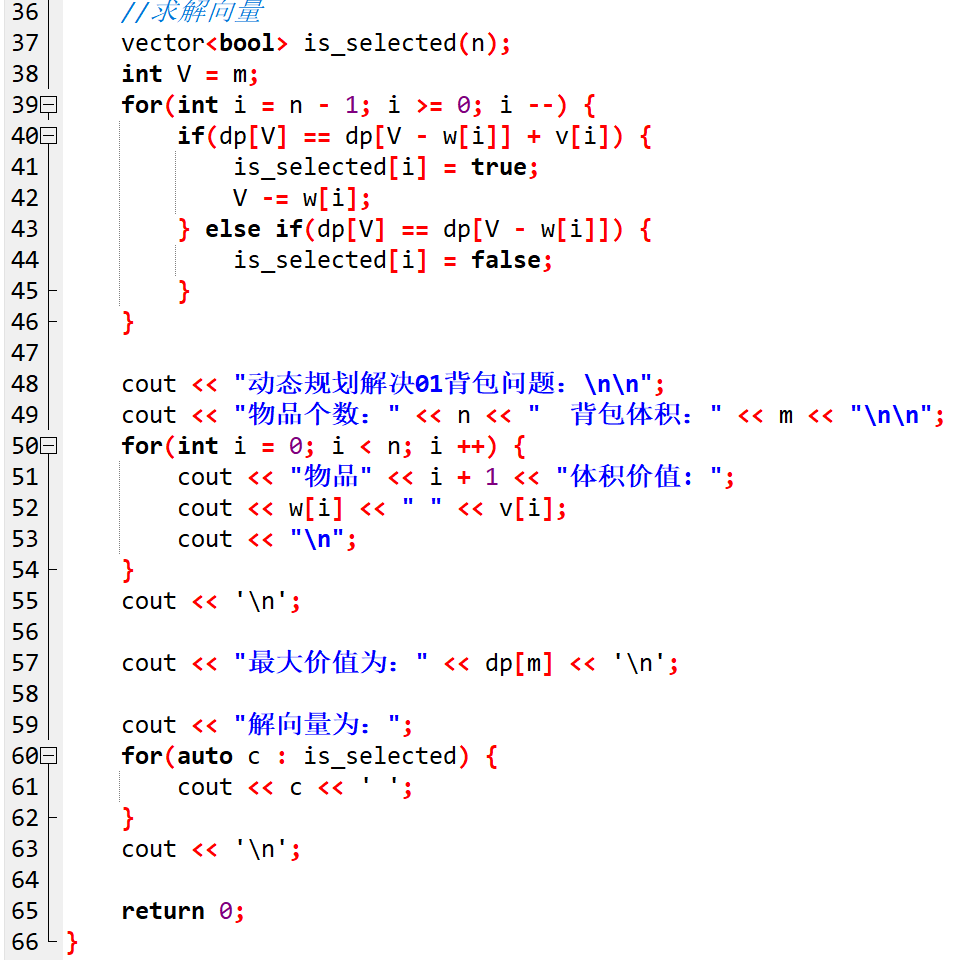 36 //求解向量
37 vector<bool> is_selected(n);
38 int V = m;
39 for(int i = n - 1; i >= 0; i --) {
40 if(dp[V] == dp[V - w[i]] + v[i]) {
41 is_selected[i] = true;
42 V -= w[i];
43 } else if(dp[V] == dp[V - w[i]]) {
44 is_selected[i] = false;
45 }
46 }
47
48 cout << "动态规划解决01背包问题：\n\n";
49 cout << "物品个数：" << n << "  背包体积：" << m << "\n\n";
50 for(int i = 0; i < n; i ++) {
51 cout << "物品" << i + 1 << "体积价值：";
52 cout << w[i] << " " << v[i];
53 cout << "\n";
54 }
55 cout << '\n';
56
57 cout << "最大价值为：" << dp[m] << '\n';
58
59 cout << "解向量为：";
60 for(auto c : is_selected) {
61 cout << c << ' ';
62 }
63 cout << '\n';
64
65 return 0;
66 }